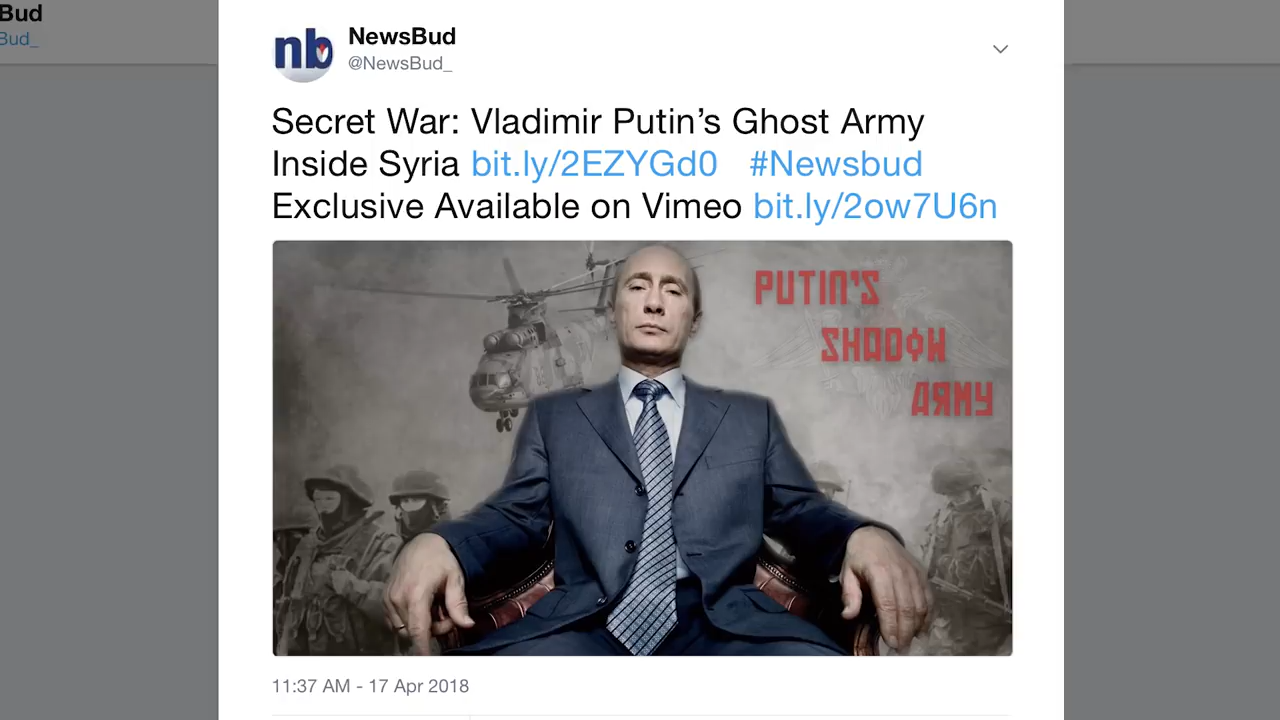 Bud
Bud_
nb
NewsBud
@NewsBud_
Secret War: Vladimir Putin’s Ghost Army
Inside Syria bit.ly/2EZYGd0 #Newsbud
Exclusive Available on Vimeo bit.ly/2ow7U6n
PUTIN'S
SHADOW
ARMY
11:37 AM - 17 Apr 2018